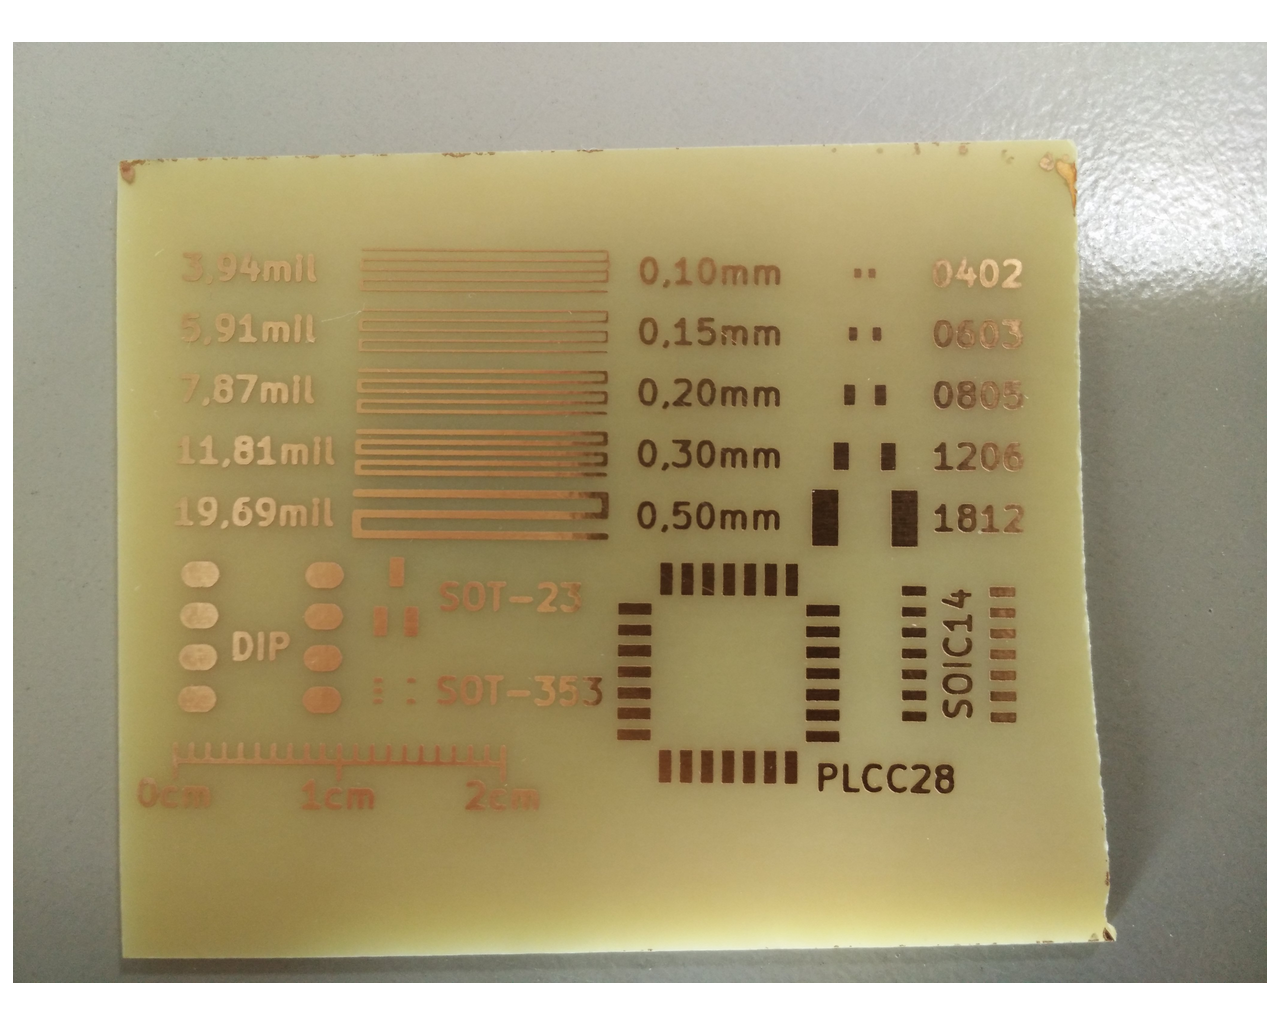 3,94mil 0,10mm 0402
5,91mil 0,15mm 0603
7,87mil 0,20mm 0805
11,81mil 0,30mm 1206
19,69mil 0,50mm 1812
SOT-23
DIP
SOT-353
SOIC14
0cm 1cm 2cm
PLCC28